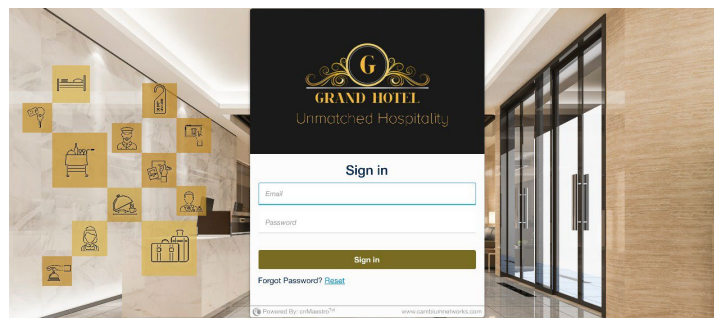 G
GRAND HOTEL
Unmatched Hospitality
Sign in
Email
Password
Sign in
Forgot Password? Reset
Powered By: cnMaestro™ www.cambiumnetworks.com